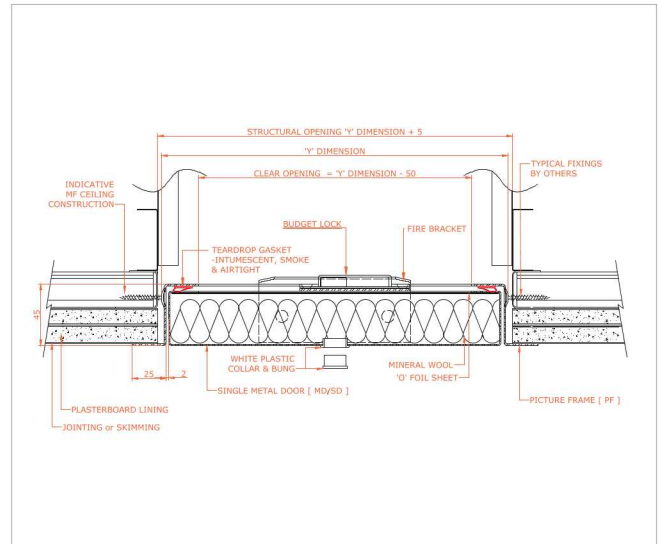 STRUCTURAL OPENING 'Y' DIMENSION + 5
'Y' DIMENSION
CLEAR OPENING = 'Y' DIMENSION - 50
INDICATIVE
MF CEILING
CONSTRUCTION
TYPICAL FIXINGS
BY OTHERS
BUDGET LOCK
FIRE BRACKET
TEARDROP GASKET
-INTUMESCENT, SMOKE
& AIRTIGHT
45
25
2
WHITE PLASTIC
COLLAR & BUNG
MINERAL WOOL
'O' FOIL SHEET
SINGLE METAL DOOR [ MD/SD ]
PICTURE FRAME [ PF ]
PLASTERBOARD LINING
JOINTING or SKIMMING